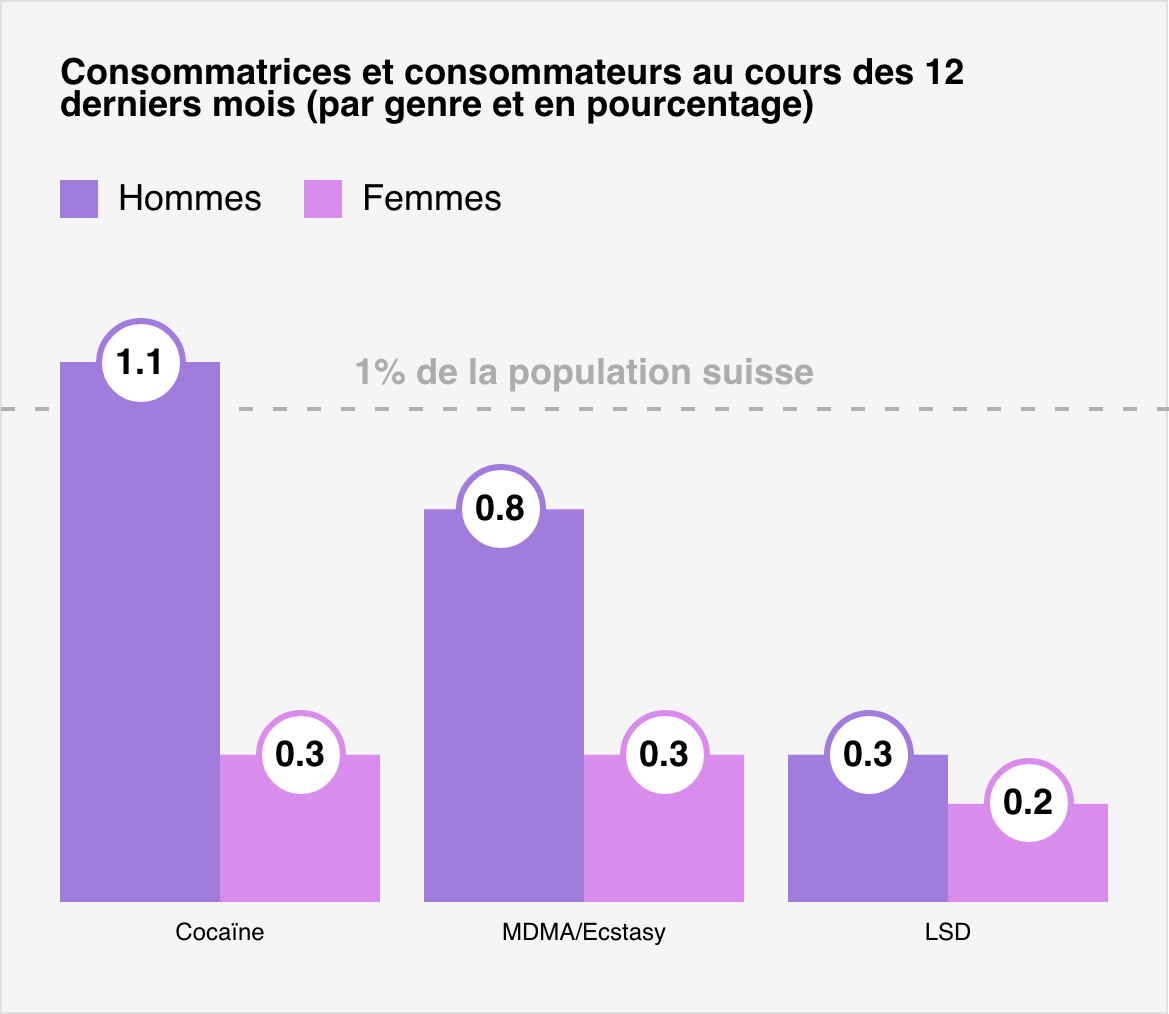 Consommatrices et consommateurs au cours des 12
derniers mois (par genre et en pourcentage)
Hommes
Femmes
1.1
1% de la population suisse
0.8
0.3
0.3
0.3
0.2
Cocaïne
MDMA/Ecstasy
LSD